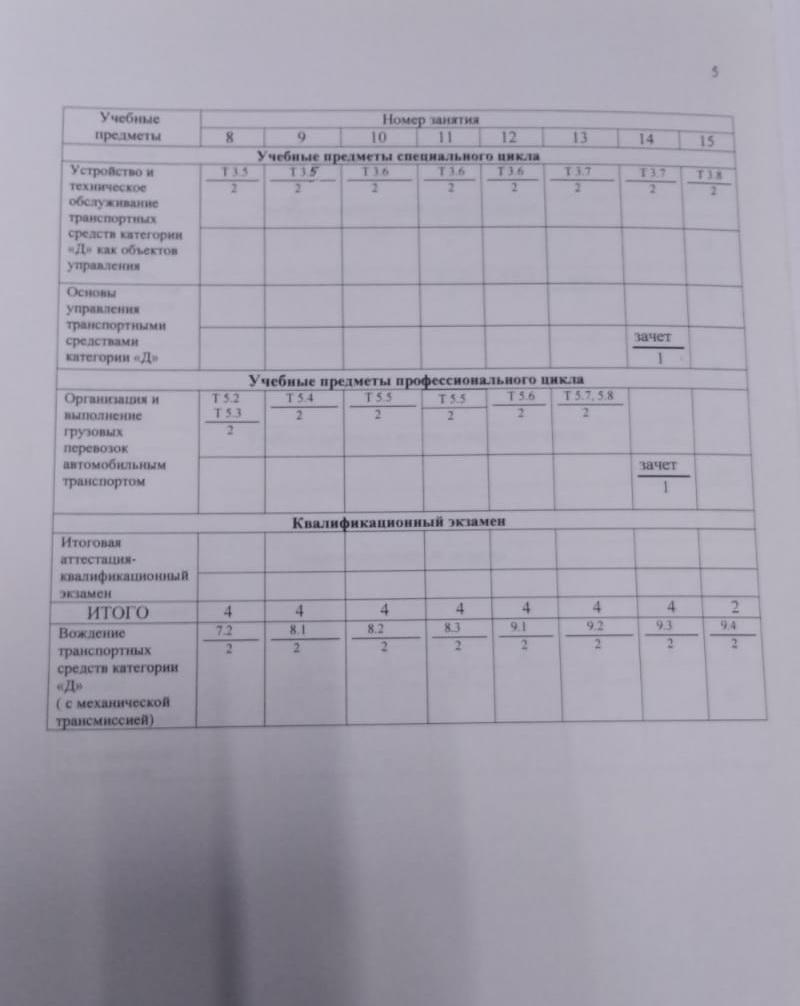 5
Учебные
предметы
Номер занятия
8 9 10 11 12 13 14 15
Учебные предметы специального цикла
Устройство и
техническое
обслуживание
транспортных
средств категории
«Д» как объектов
управления
Т 3.5 Т 3.5 Т 3.6 Т 3.6 Т 3.6 Т 3.7 Т 3.7 Т 3.8
2 2 2 2 2 2 2 2
Основы
управления
транспортными
средствами
категории «Д»
зачет
1
Учебные предметы профессионального цикла
Организация и
выполнение
грузовых
перевозок
автомобильным
транспортом
Т 5.2 Т 5.4 Т 5.5 Т 5.5 Т 5.6 Т 5.7, 5.8
Т 5.3 2 2 2 2 2
2
зачет
1
Квалификационный экзамен
Итоговая
аттестация-
квалификационный
экзамен
ИТОГО 4 4 4 4 4 4 4 2
Вождение
транспортных
средств категории
«Д»
( с механической
трансмиссией)
7.2 8.1 8.2 8.3 9.1 9.2 9.3 9.4
2 2 2 2 2 2 2 2